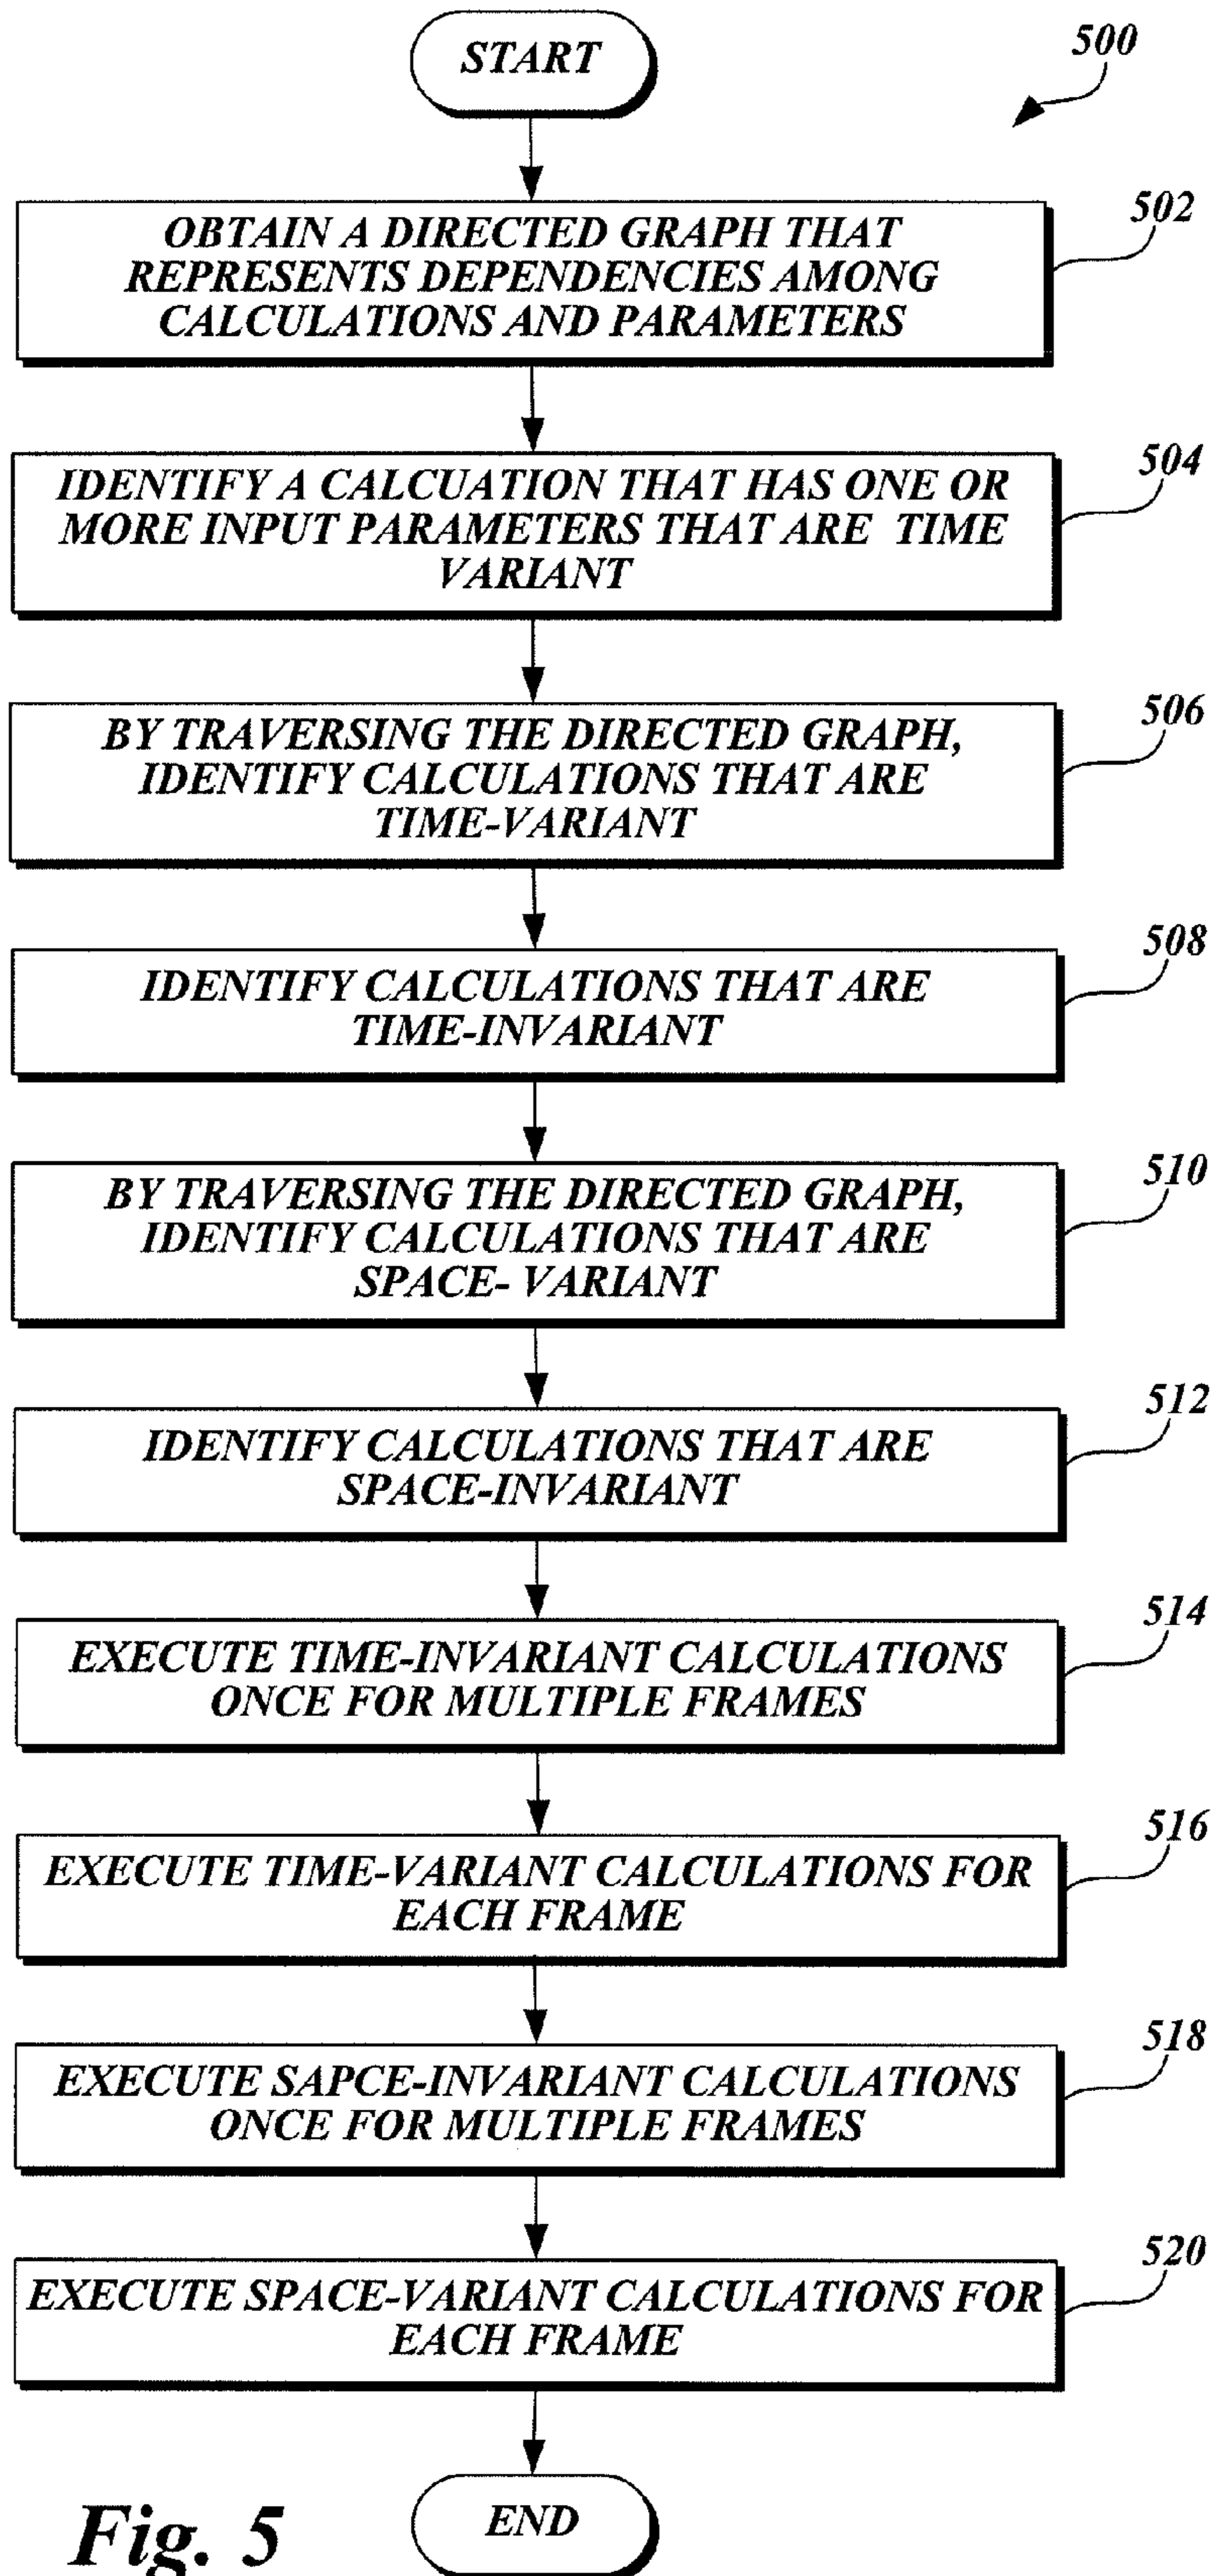 START
500
OBTAIN A DIRECTED GRAPH THAT
REPRESENTS DEPENDENCIES AMONG
CALCULATIONS AND PARAMETERS
502
IDENTIFY A CALCUATION THAT HAS ONE OR
MORE INPUT PARAMETERS THAT ARE TIME
VARIANT
504
BY TRAVERSING THE DIRECTED GRAPH,
IDENTIFY CALCULATIONS THAT ARE
TIME-VARIANT
506
IDENTIFY CALCULATIONS THAT ARE
TIME-INVARIANT
508
BY TRAVERSING THE DIRECTED GRAPH,
IDENTIFY CALCULATIONS THAT ARE
SPACE- VARIANT
510
IDENTIFY CALCULATIONS THAT ARE
SPACE-INVARIANT
512
EXECUTE TIME-INVARIANT CALCULATIONS
ONCE FOR MULTIPLE FRAMES
514
EXECUTE TIME-VARIANT CALCULATIONS FOR
EACH FRAME
516
EXECUTE SAPCE-INVARIANT CALCULATIONS
ONCE FOR MULTIPLE FRAMES
518
EXECUTE SPACE-VARIANT CALCULATIONS FOR
EACH FRAME
520
END
Fig. 5